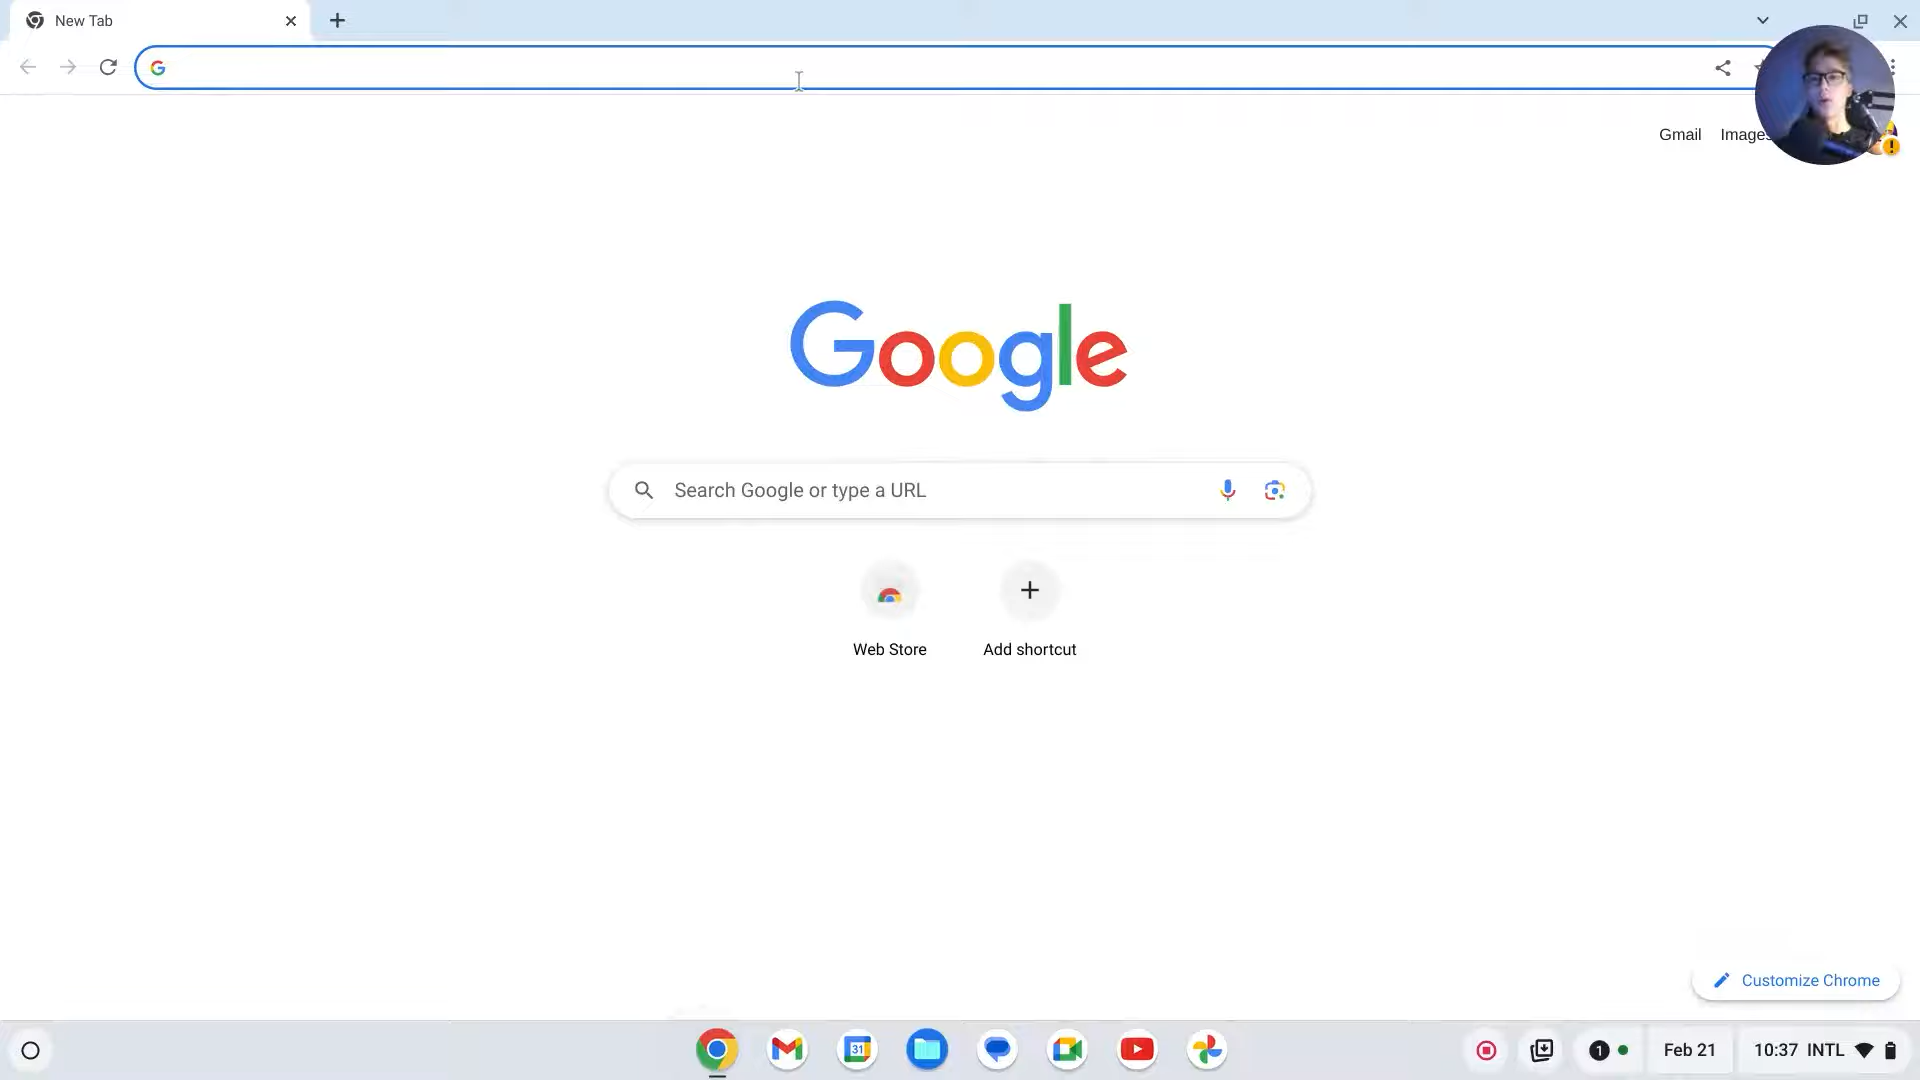 New Tab
Gmail
Images
Google
Search Google or type a URL
Web Store
Add shortcut
Customize Chrome
31
1
Feb 21
10:37 INTL